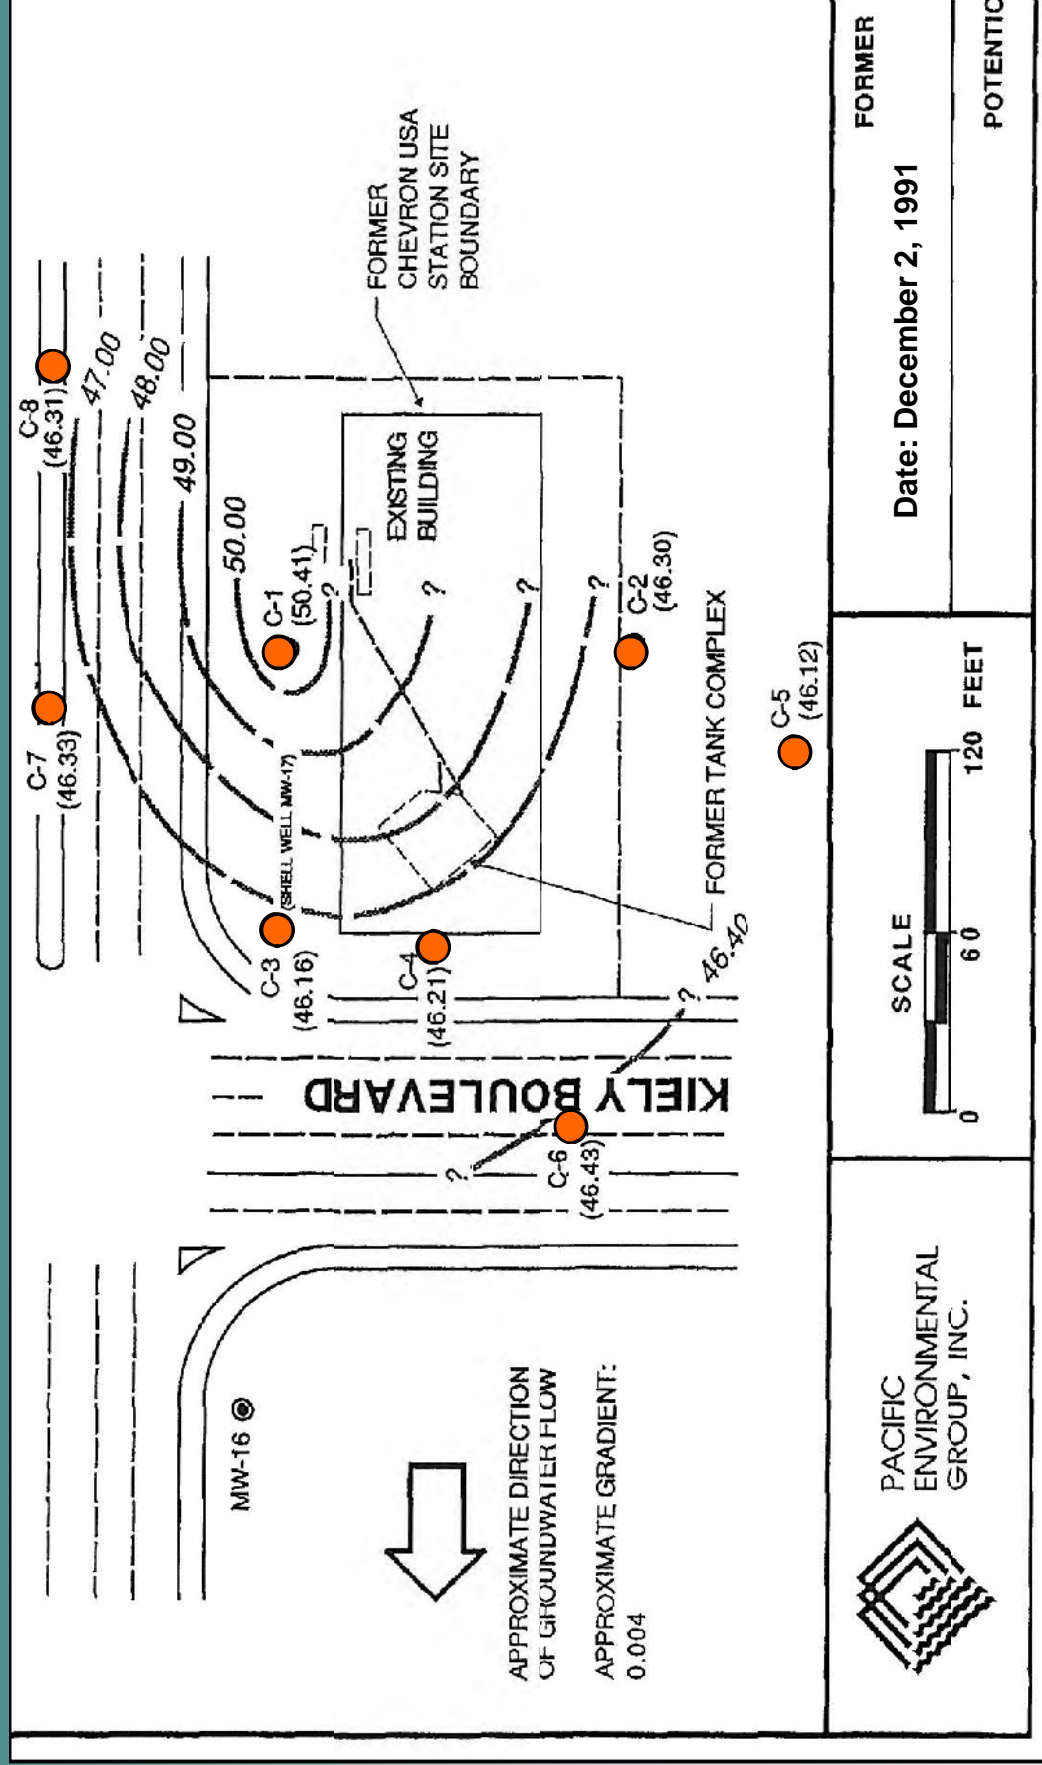 C-8
(46.31)
47.00
48.00
49.00
50.00
C-7
(46.33)
C-1
(50.41)
?
?
?
?
EXISTING
BUILDING
FORMER
CHEVRON USA
STATION SITE
BOUNDARY
(SHELL WELL MW-17)
C-3
(46.16)
C-4
(46.21)
C-2
(46.30)
C-5
(46.12)
FORMER TANK COMPLEX
? 46.40
KIELY BOULEVARD
?
C-6
(46.43)
MW-16
APPROXIMATE DIRECTION
OF GROUNDWATER FLOW
APPROXIMATE GRADIENT:
0.004
PACIFIC
ENVIRONMENTAL
GROUP, INC.
SCALE
0 60 120 FEET
FORMER
Date: December 2, 1991
POTENTIO